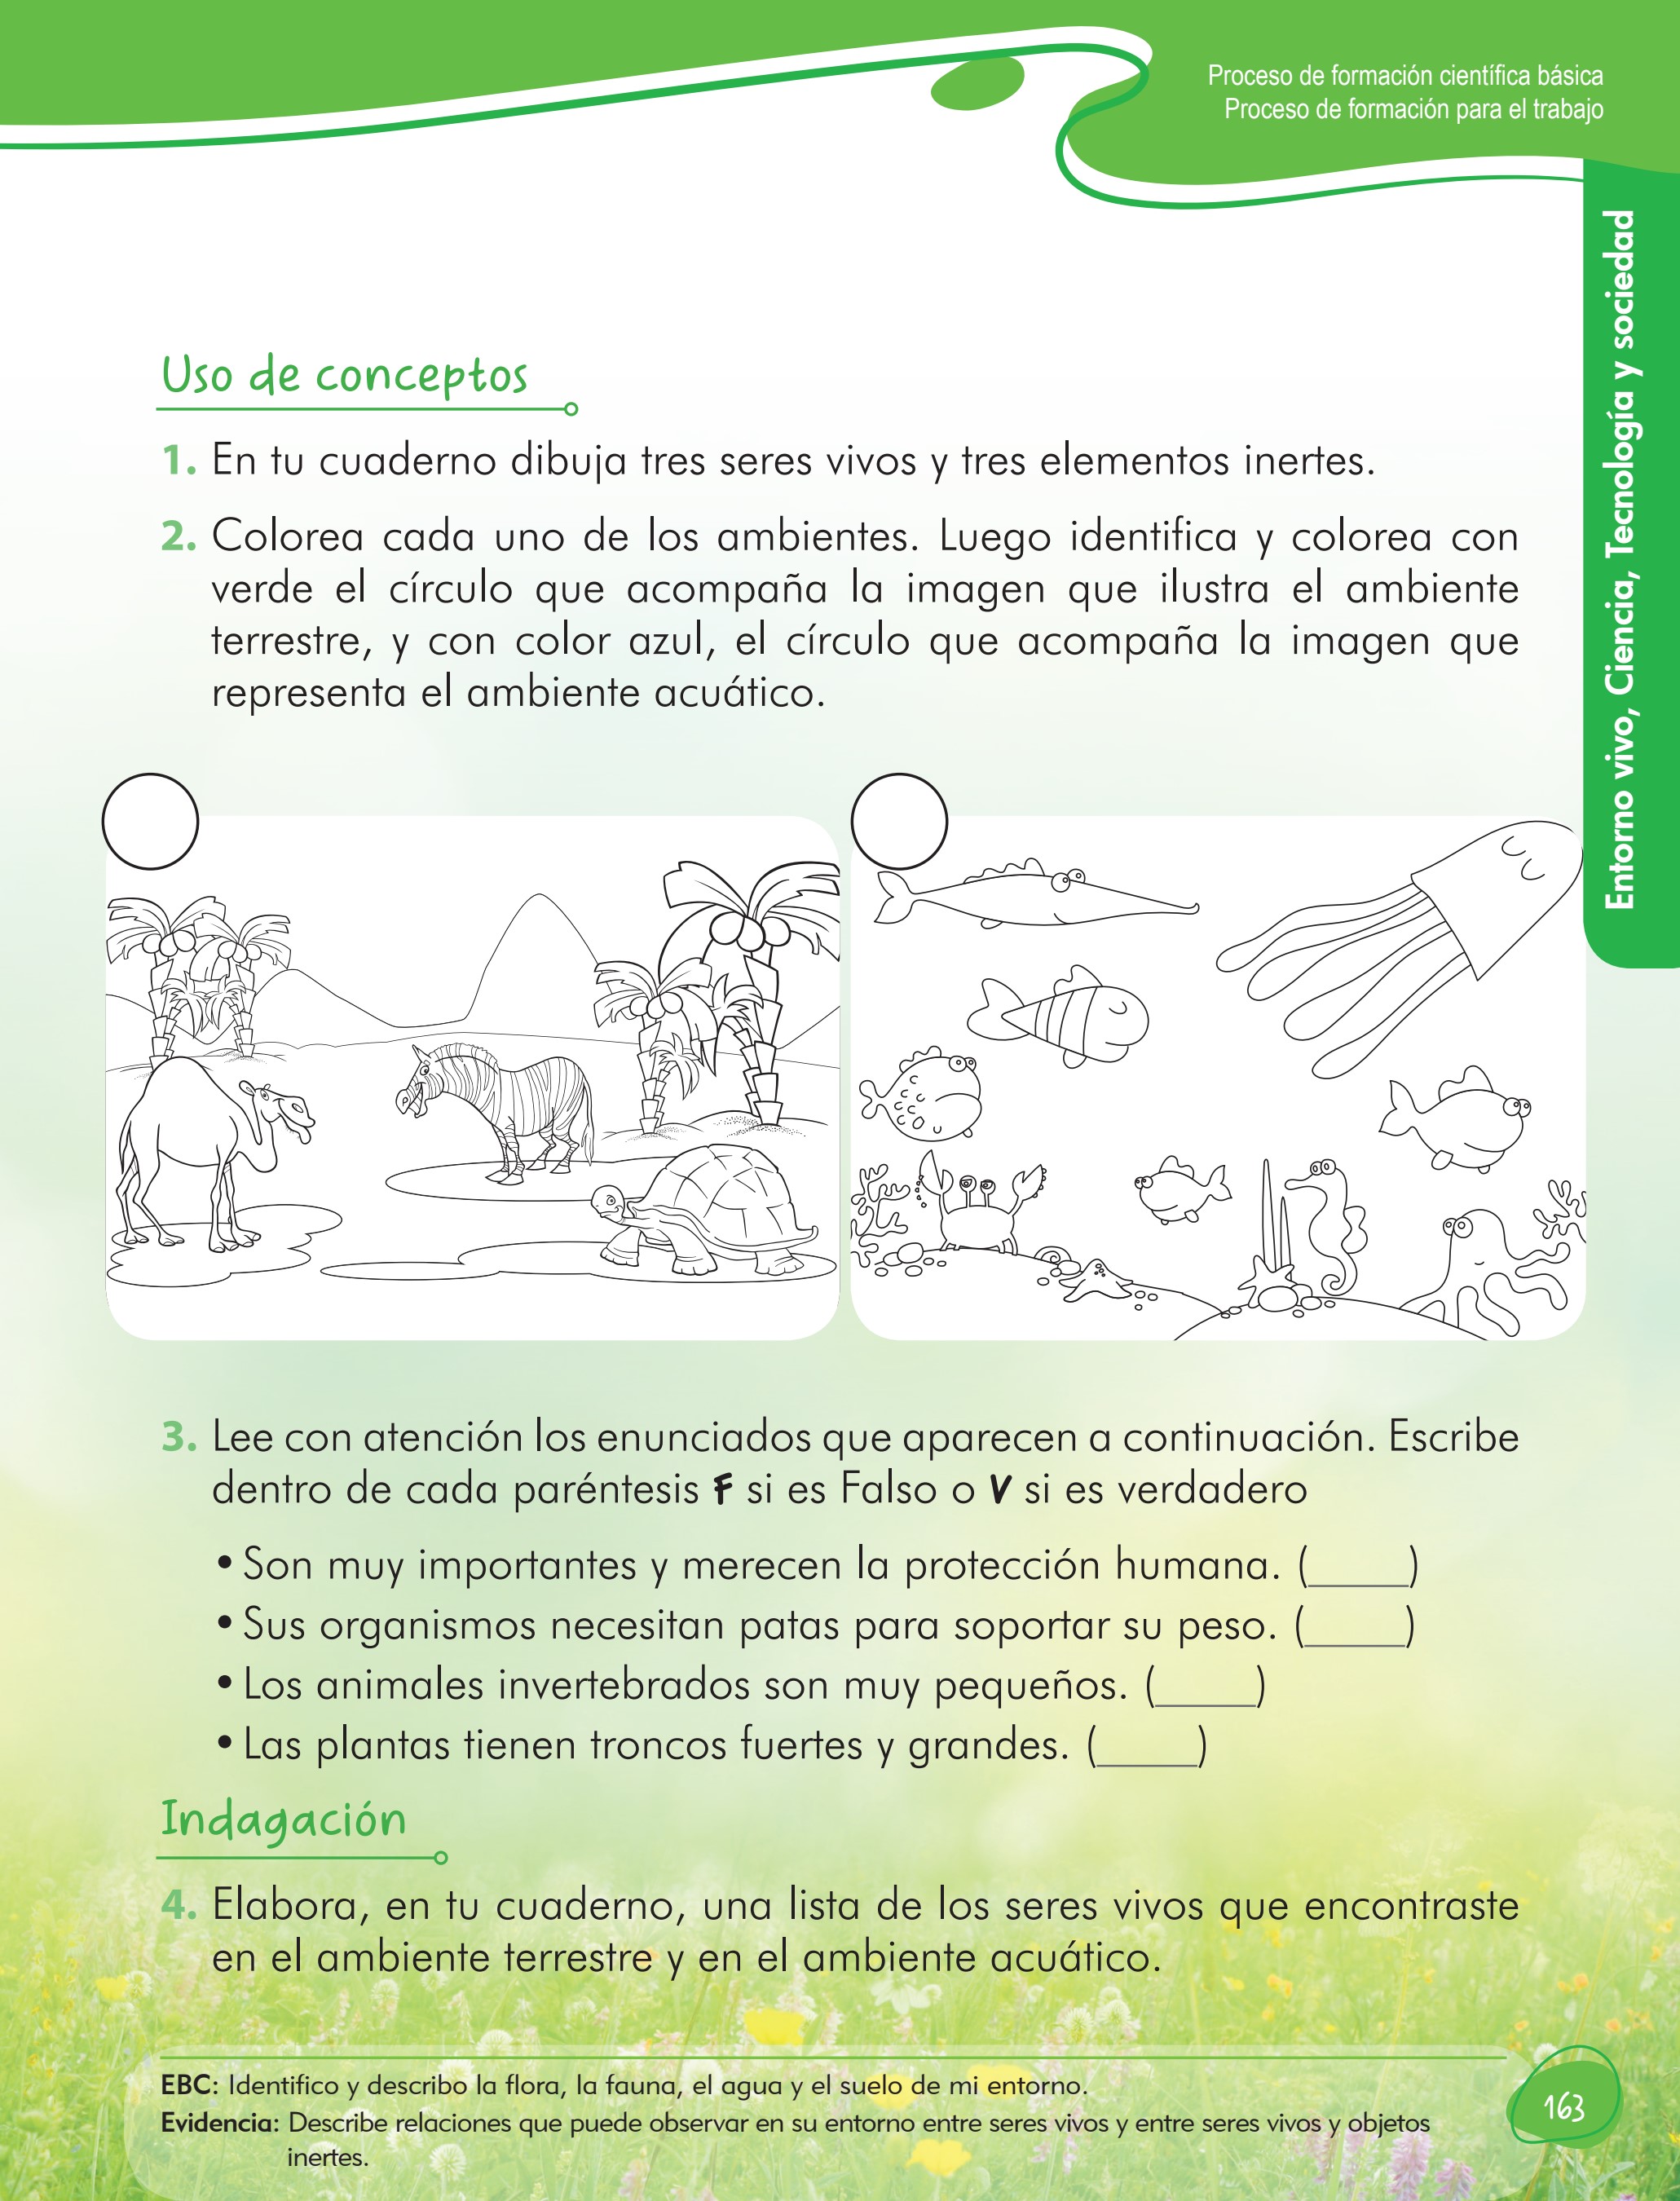 Proceso de formación científica básica
Proceso de formación para el trabajo
Entorno vivo, Ciencia, Tecnología y sociedad
Uso de conceptos
1. En tu cuaderno dibuja tres seres vivos y tres elementos inertes.
2. Colorea cada uno de los ambientes. Luego identifica y colorea con
verde el círculo que acompaña la imagen que ilustra el ambiente
terrestre, y con color azul, el círculo que acompaña la imagen que
representa el ambiente acuático.
3. Lee con atención los enunciados que aparecen a continuación. Escribe
dentro de cada paréntesis F si es Falso o V si es verdadero
• Son muy importantes y merecen la protección humana. (_____)
• Sus organismos necesitan patas para soportar su peso. (_____)
• Los animales invertebrados son muy pequeños. (_____)
• Las plantas tienen troncos fuertes y grandes. (_____)
Indagación
4. Elabora, en tu cuaderno, una lista de los seres vivos que encontraste
en el ambiente terrestre y en el ambiente acuático.
EBC: Identifico y describo la flora, la fauna, el agua y el suelo de mi entorno.
Evidencia: Describe relaciones que puede observar en su entorno entre seres vivos y entre seres vivos y objetos
inertes.
163